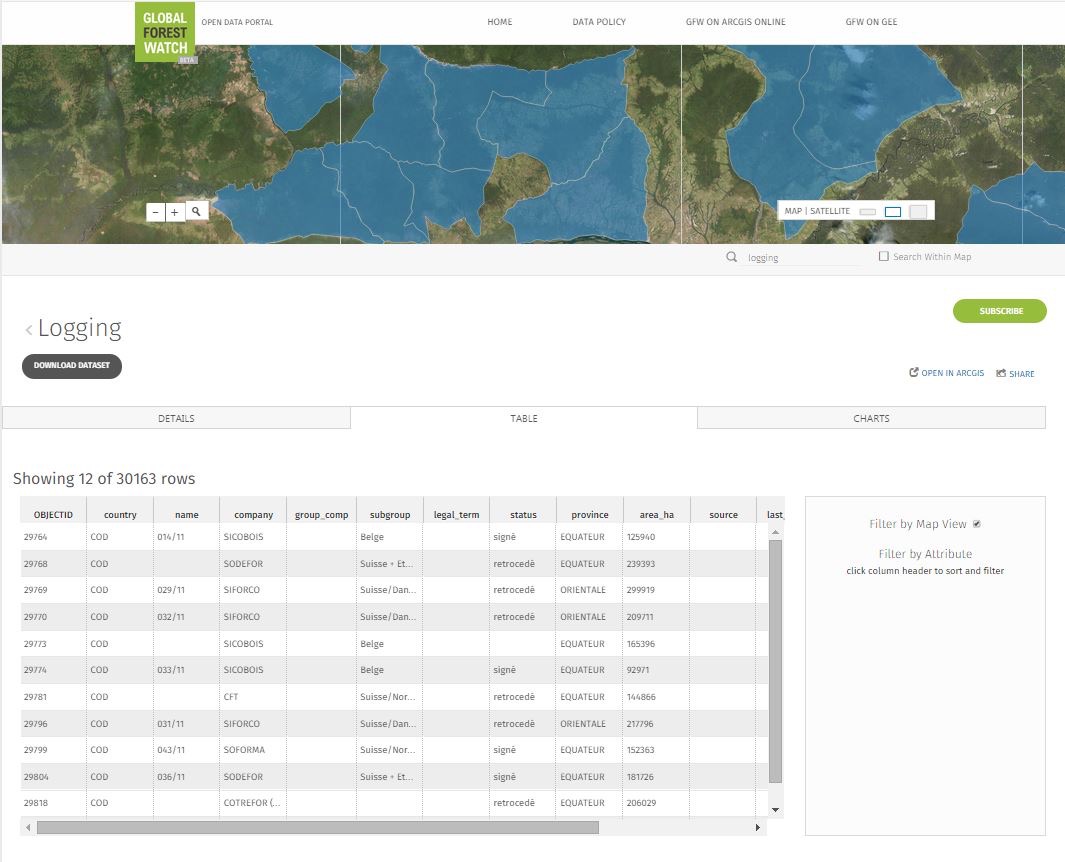 GLOBAL
FOREST
WATCH
BETA
OPEN DATA PORTAL HOME DATA POLICY GFW ON ARCGIS ONLINE GFW ON GEE
− + MAP | SATELLITE
logging Search Within Map
SUBSCRIBE
< Logging
DOWNLOAD DATASET
OPEN IN ARCGIS SHARE
DETAILS TABLE CHARTS
Showing 12 of 30163 rows
OBJECTID country name company group_comp subgroup legal_term status province area_ha source last_
29764 COD 014/11 SICOBOIS Belge signé EQUATEUR 125940
29768 COD SODEFOR Suisse + Et... retrocedé EQUATEUR 239393
29769 COD 029/11 SIFORCO Suisse/Dan... retrocedé ORIENTALE 299919
29770 COD 032/11 SIFORCO Suisse/Dan... retrocedé ORIENTALE 209711
29773 COD SICOBOIS Belge EQUATEUR 165396
29774 COD 033/11 SICOBOIS Belge signé EQUATEUR 92971
29781 COD CFT Suisse/Nor... retrocedé EQUATEUR 144866
29796 COD 031/11 SIFORCO Suisse/Dan... retrocedé ORIENTALE 217796
29799 COD 043/11 SOFORMA Suisse/Nor... signé EQUATEUR 152363
29804 COD 036/11 SODEFOR Suisse + Et... signé EQUATEUR 181726
29818 COD COTREFOR (... retrocedé EQUATEUR 206029
Filter by Map View
Filter by Attribute
click column header to sort and filter